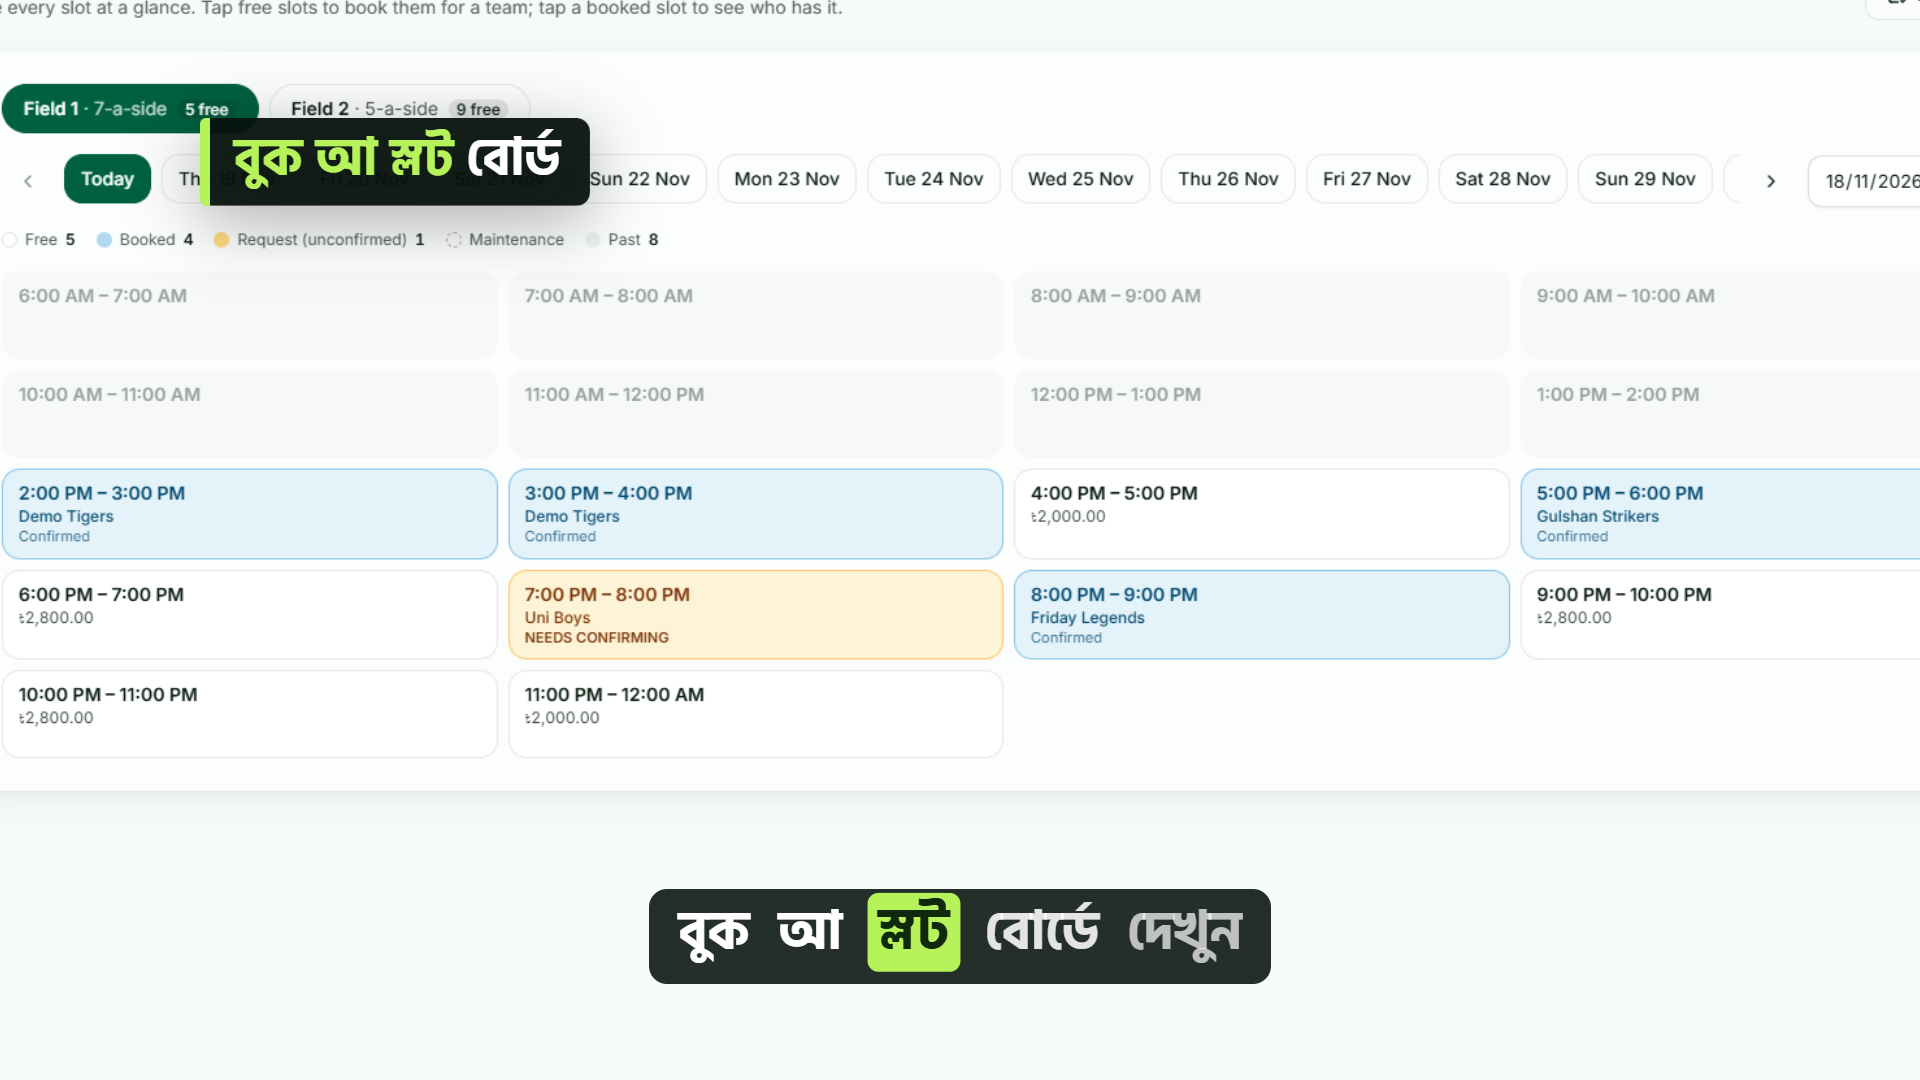 every slot at a glance. Tap free slots to book them for a team; tap a booked slot to see who has it.
Field 1 · 7-a-side 5 free Field 2 · 5-a-side 9 free
বুক আ স্লট বোর্ড
Today Th Sun 22 Nov Mon 23 Nov Tue 24 Nov Wed 25 Nov Thu 26 Nov Fri 27 Nov Sat 28 Nov Sun 29 Nov 18/11/2026
Free 5 Booked 4 Request (unconfirmed) 1 Maintenance Past 8
6:00 AM – 7:00 AM 7:00 AM – 8:00 AM 8:00 AM – 9:00 AM 9:00 AM – 10:00 AM
10:00 AM – 11:00 AM 11:00 AM – 12:00 PM 12:00 PM – 1:00 PM 1:00 PM – 2:00 PM
2:00 PM – 3:00 PM 3:00 PM – 4:00 PM 4:00 PM – 5:00 PM 5:00 PM – 6:00 PM
Demo Tigers Demo Tigers ৳2,000.00 Gulshan Strikers
Confirmed Confirmed Confirmed
6:00 PM – 7:00 PM 7:00 PM – 8:00 PM 8:00 PM – 9:00 PM 9:00 PM – 10:00 PM
৳2,800.00 Uni Boys Friday Legends ৳2,800.00
NEEDS CONFIRMING Confirmed
10:00 PM – 11:00 PM 11:00 PM – 12:00 AM
৳2,800.00 ৳2,000.00
বুক আ স্লট বোর্ডে দেখুন